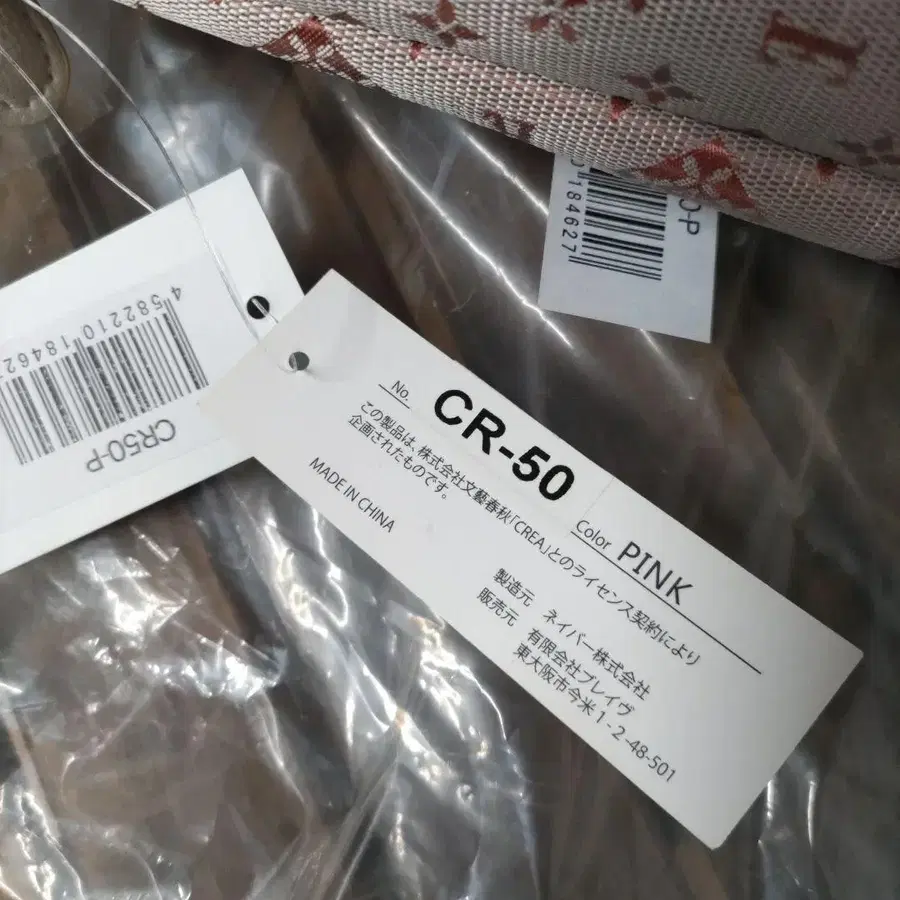 No. CR-50 Color PINK
この製品は、株式会社文藝春秋「CREA」とのライセンス契約により
企画されたものです。
MADE IN CHINA
製造元 ネイバー株式会社
販売元 有限会社ブレイヴ
東大阪市今米1-2-48-501
4 582210 18462
CR50-P
184627
0-P